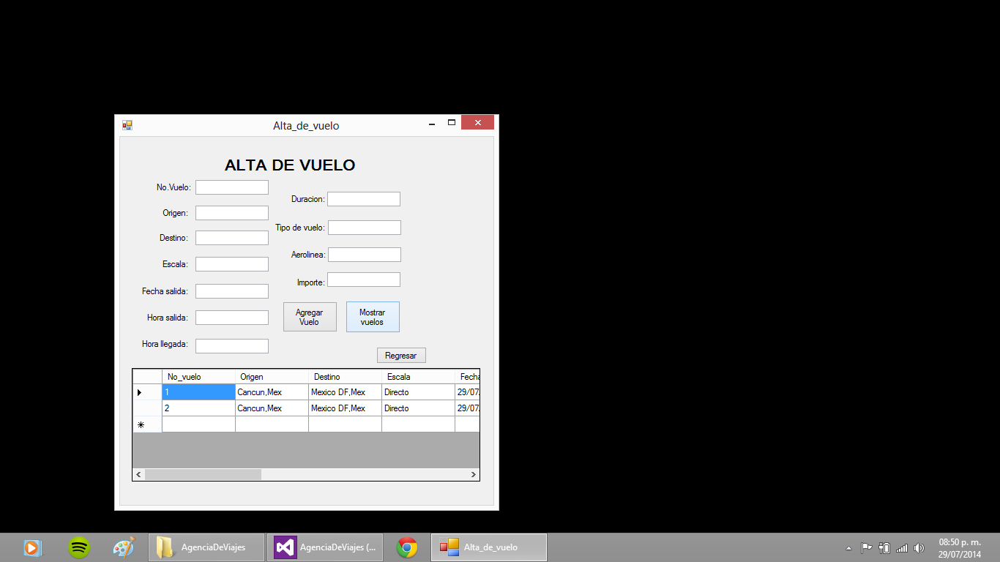 Alta_de_vuelo
ALTA DE VUELO
No.Vuelo:
Origen:
Destino:
Escala:
Fecha salida:
Hora salida:
Hora llegada:
Duracion:
Tipo de vuelo:
Aerolinea:
Importe:
Agregar
Vuelo
Mostrar
vuelos
Regresar
No_vuelo Origen Destino Escala Fecha
1 Cancun,Mex Mexico DF,Mex Directo 29/07
2 Cancun,Mex Mexico DF,Mex Directo 29/07
AgenciaDeViajes
AgenciaDeViajes (...
Alta_de_vuelo
08:50 p. m.
29/07/2014